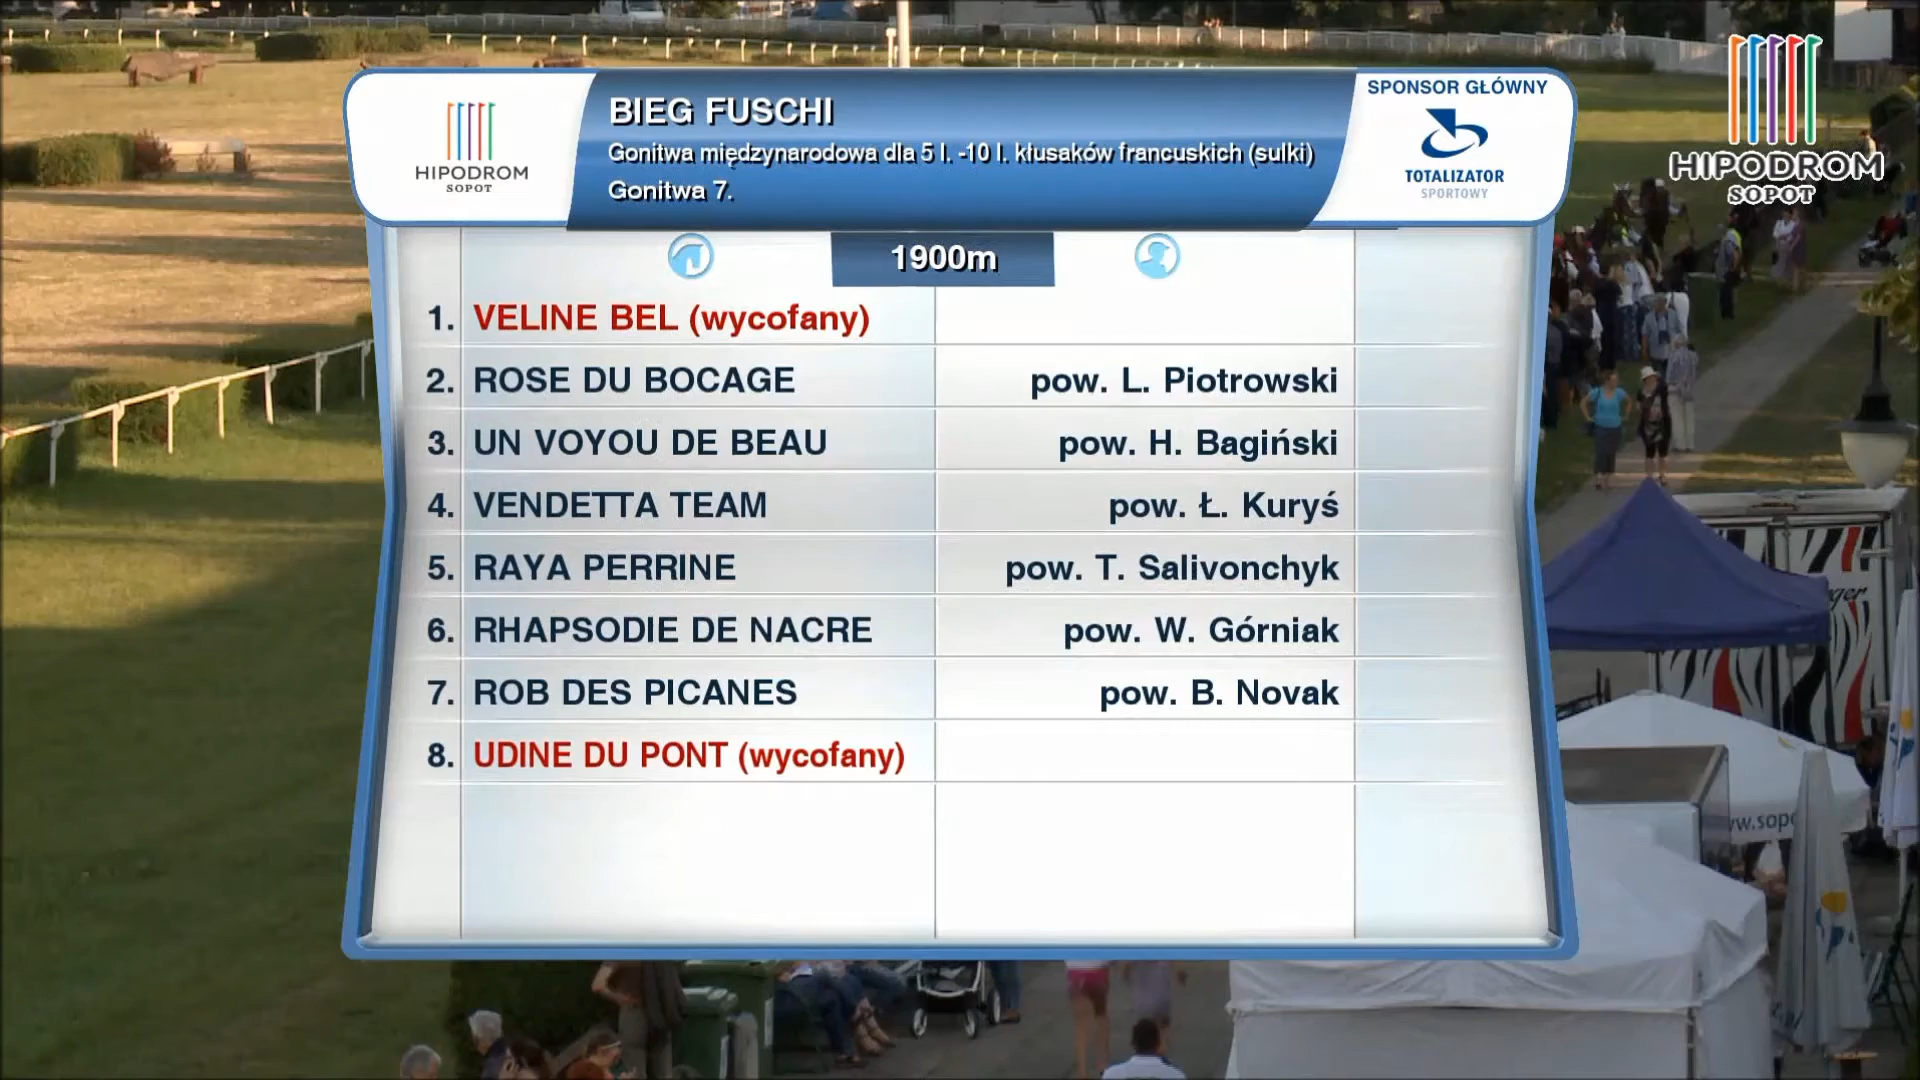 BIEG FUSCHI
Gonitwa międzynarodowa dla 5 l. -10 l. kłusaków francuskich (sulki)
Gonitwa 7.
HIPODROM
SOPOT
SPONSOR GŁÓWNY
TOTALIZATOR
SPORTOWY
HIPODROM
SOPOT
1900m
1. VELINE BEL (wycofany)
2. ROSE DU BOCAGE pow. L. Piotrowski
3. UN VOYOU DE BEAU pow. H. Bagiński
4. VENDETTA TEAM pow. Ł. Kuryś
5. RAYA PERRINE pow. T. Salivonchyk
6. RHAPSODIE DE NACRE pow. W. Górniak
7. ROB DES PICANES pow. B. Novak
8. UDINE DU PONT (wycofany)